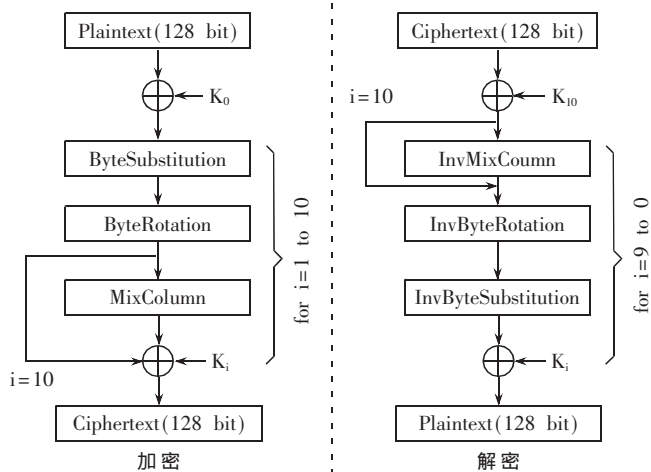 Plaintext(128 bit)
K0
ByteSubstitution
ByteRotation
MixColumn
i=10
Ki
for i=1 to 10
Ciphertext(128 bit)
加密
Ciphertext(128 bit)
i=10
K10
InvMixCoumn
InvByteRotation
InvByteSubstitution
Ki
for i=9 to 0
Plaintext(128 bit)
解密